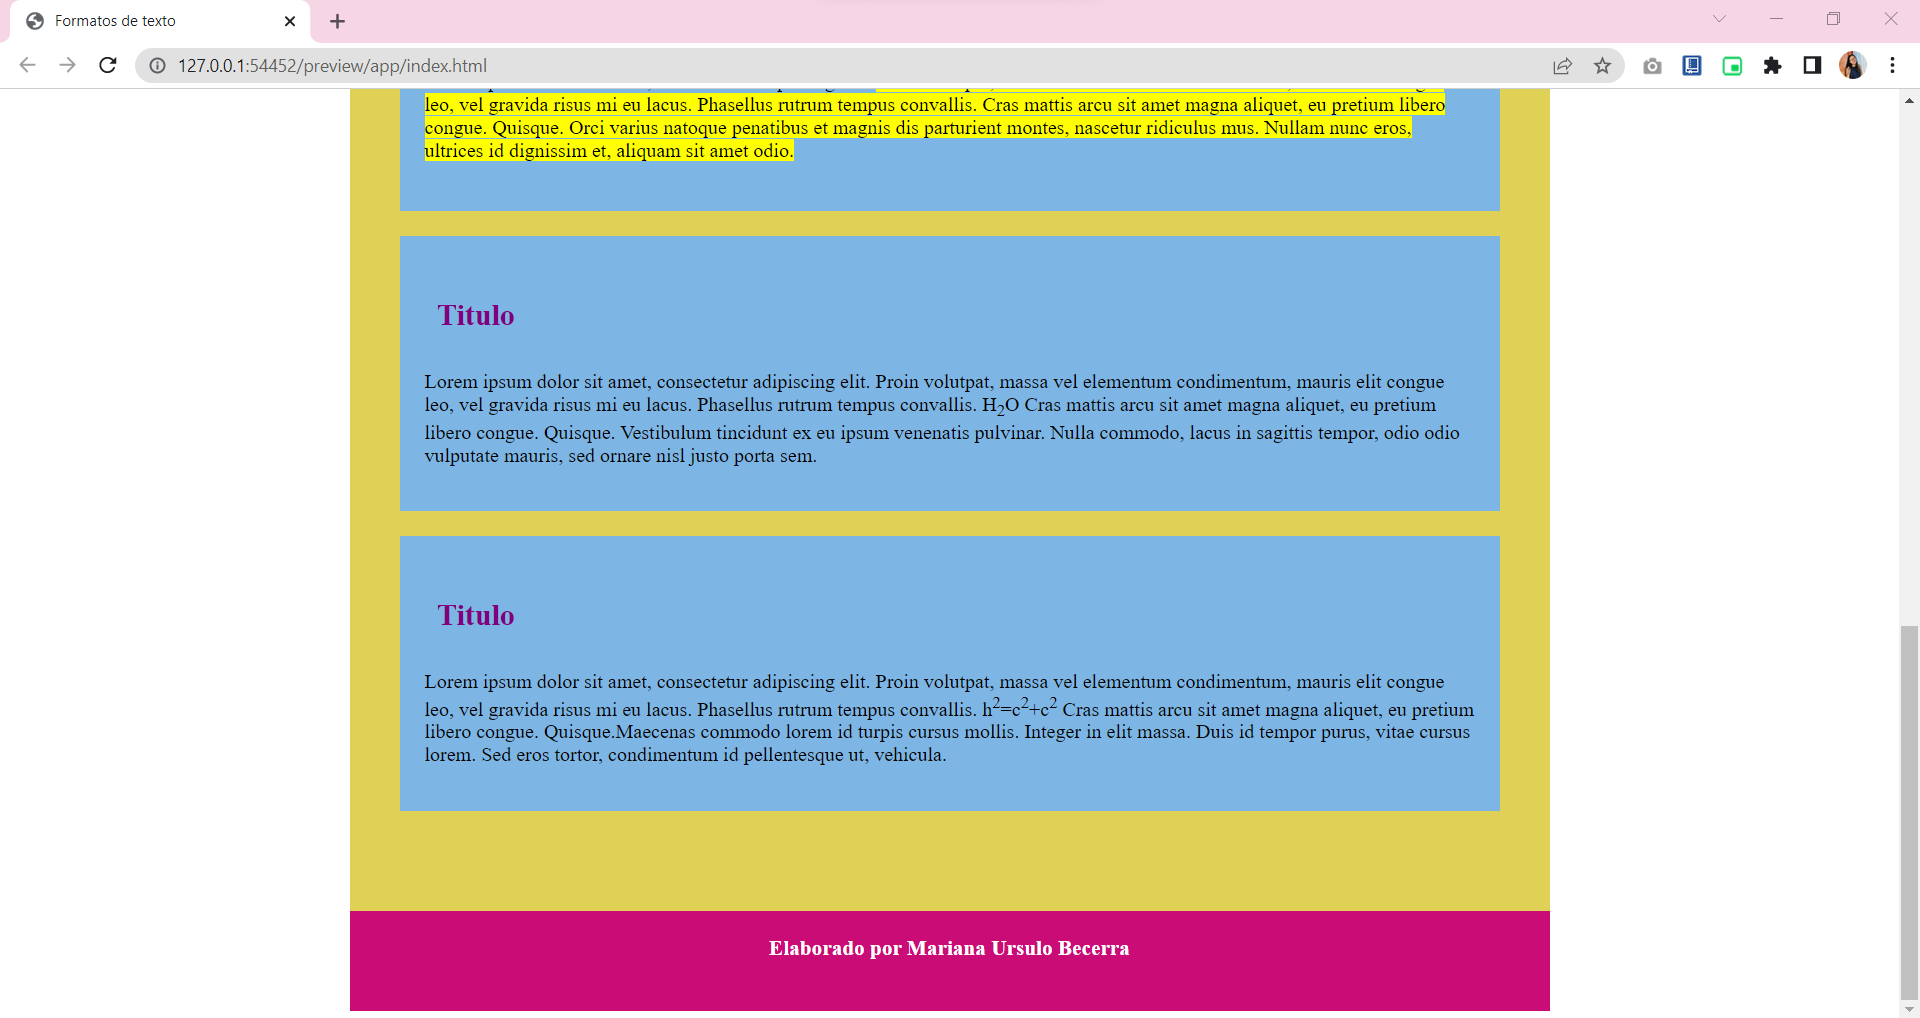 Formatos de texto
127.0.0.1:54452/preview/app/index.html
leo, vel gravida risus mi eu lacus. Phasellus rutrum tempus convallis. Cras mattis arcu sit amet magna aliquet, eu pretium libero
congue. Quisque. Orci varius natoque penatibus et magnis dis parturient montes, nascetur ridiculus mus. Nullam nunc eros,
ultrices id dignissim et, aliquam sit amet odio.
Titulo
Lorem ipsum dolor sit amet, consectetur adipiscing elit. Proin volutpat, massa vel elementum condimentum, mauris elit congue
leo, vel gravida risus mi eu lacus. Phasellus rutrum tempus convallis. H₂O Cras mattis arcu sit amet magna aliquet, eu pretium
libero congue. Quisque. Vestibulum tincidunt ex eu ipsum venenatis pulvinar. Nulla commodo, lacus in sagittis tempor, odio odio
vulputate mauris, sed ornare nisl justo porta sem.
Titulo
Lorem ipsum dolor sit amet, consectetur adipiscing elit. Proin volutpat, massa vel elementum condimentum, mauris elit congue
leo, vel gravida risus mi eu lacus. Phasellus rutrum tempus convallis. h²=c²+c² Cras mattis arcu sit amet magna aliquet, eu pretium
libero congue. Quisque.Maecenas commodo lorem id turpis cursus mollis. Integer in elit massa. Duis id tempor purus, vitae cursus
lorem. Sed eros tortor, condimentum id pellentesque ut, vehicula.
Elaborado por Mariana Ursulo Becerra